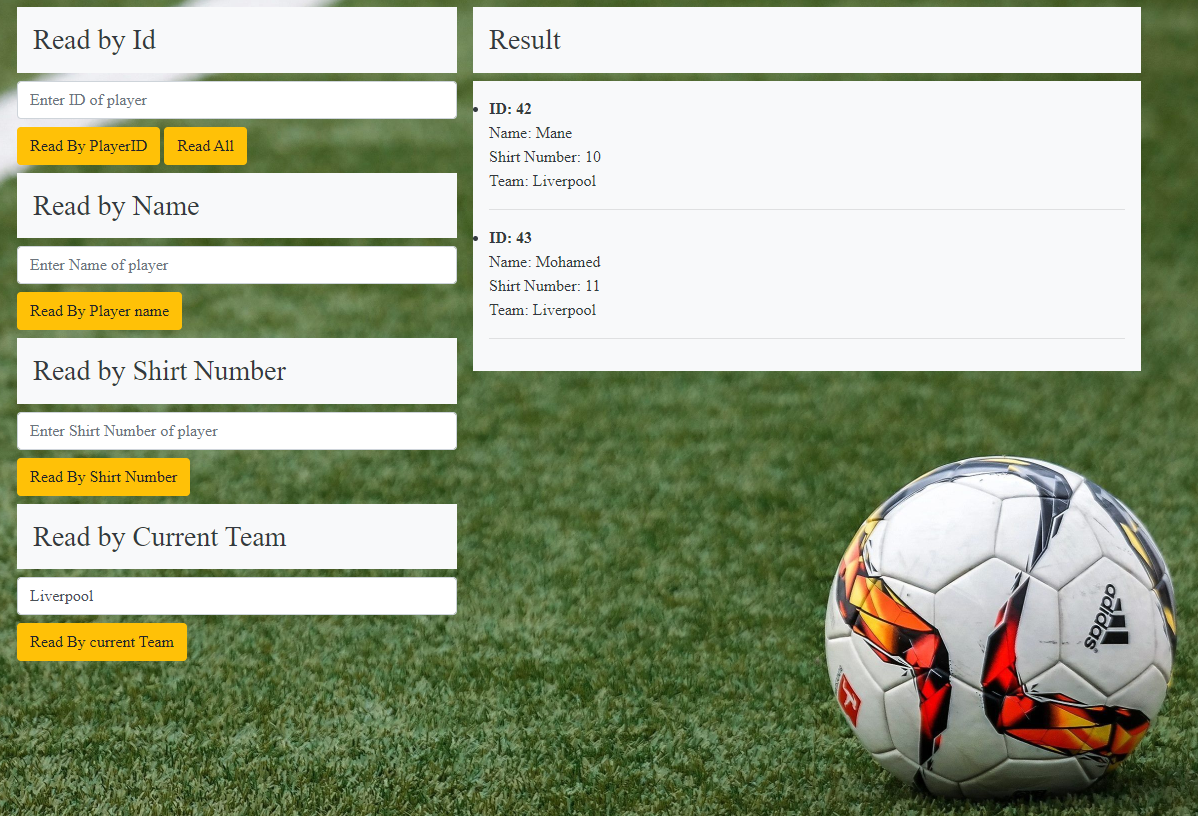 Read by Id
Enter ID of player
Read By PlayerID
Read All
Read by Name
Enter Name of player
Read By Player name
Read by Shirt Number
Enter Shirt Number of player
Read By Shirt Number
Read by Current Team
Liverpool
Read By current Team
Result
ID: 42
Name: Mane
Shirt Number: 10
Team: Liverpool
ID: 43
Name: Mohamed
Shirt Number: 11
Team: Liverpool
adidas